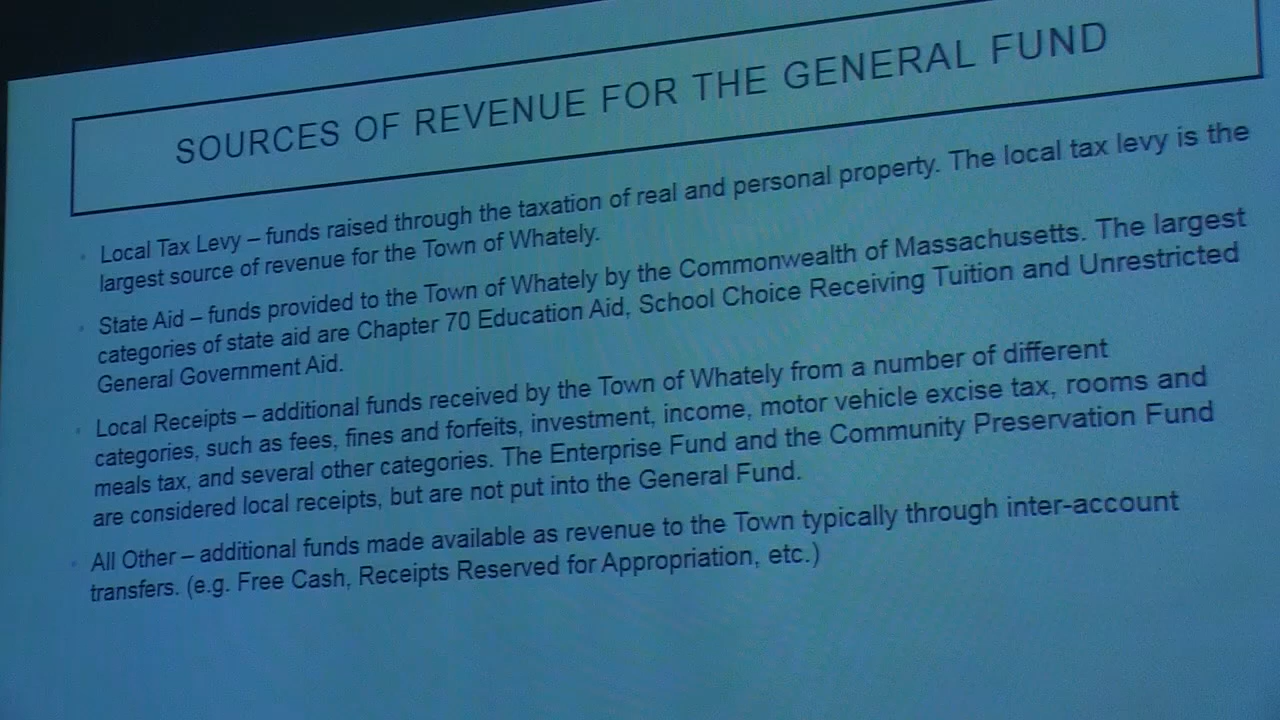 SOURCES OF REVENUE FOR THE GENERAL FUND
Local Tax Levy – funds raised through the taxation of real and personal property. The local tax levy is the
largest source of revenue for the Town of Whately.
State Aid – funds provided to the Town of Whately by the Commonwealth of Massachusetts. The largest
categories of state aid are Chapter 70 Education Aid, School Choice Receiving Tuition and Unrestricted
General Government Aid.
Local Receipts – additional funds received by the Town of Whately from a number of different
categories, such as fees, fines and forfeits, investment, income, motor vehicle excise tax, rooms and
meals tax, and several other categories. The Enterprise Fund and the Community Preservation Fund
are considered local receipts, but are not put into the General Fund.
All Other – additional funds made available as revenue to the Town typically through inter-account
transfers. (e.g. Free Cash, Receipts Reserved for Appropriation, etc.)